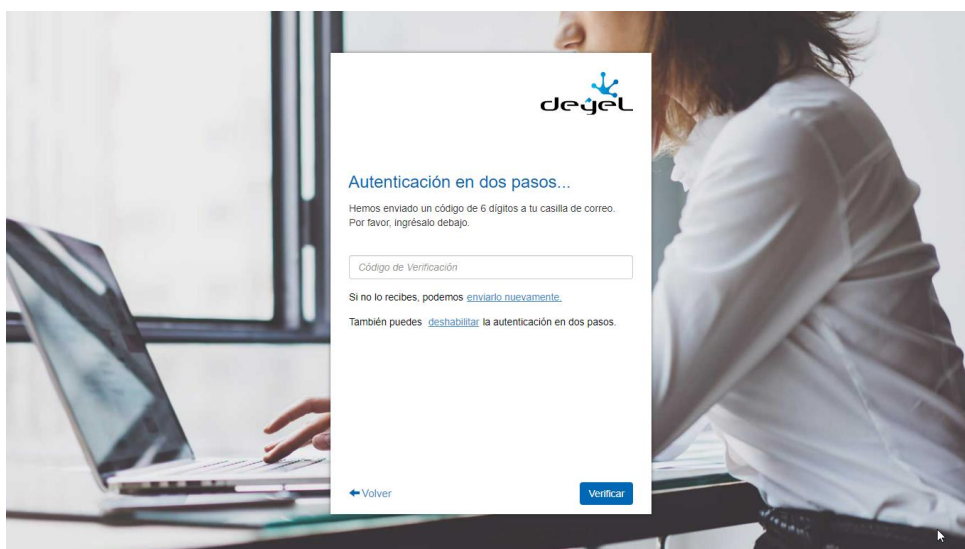 deyel
Autenticación en dos pasos...
Hemos enviado un código de 6 dígitos a tu casilla de correo.
Por favor, ingrésalo debajo.
Código de Verificación
Si no lo recibes, podemos enviarlo nuevamente.
También puedes deshabilitar la autenticación en dos pasos.
Volver
Verificar